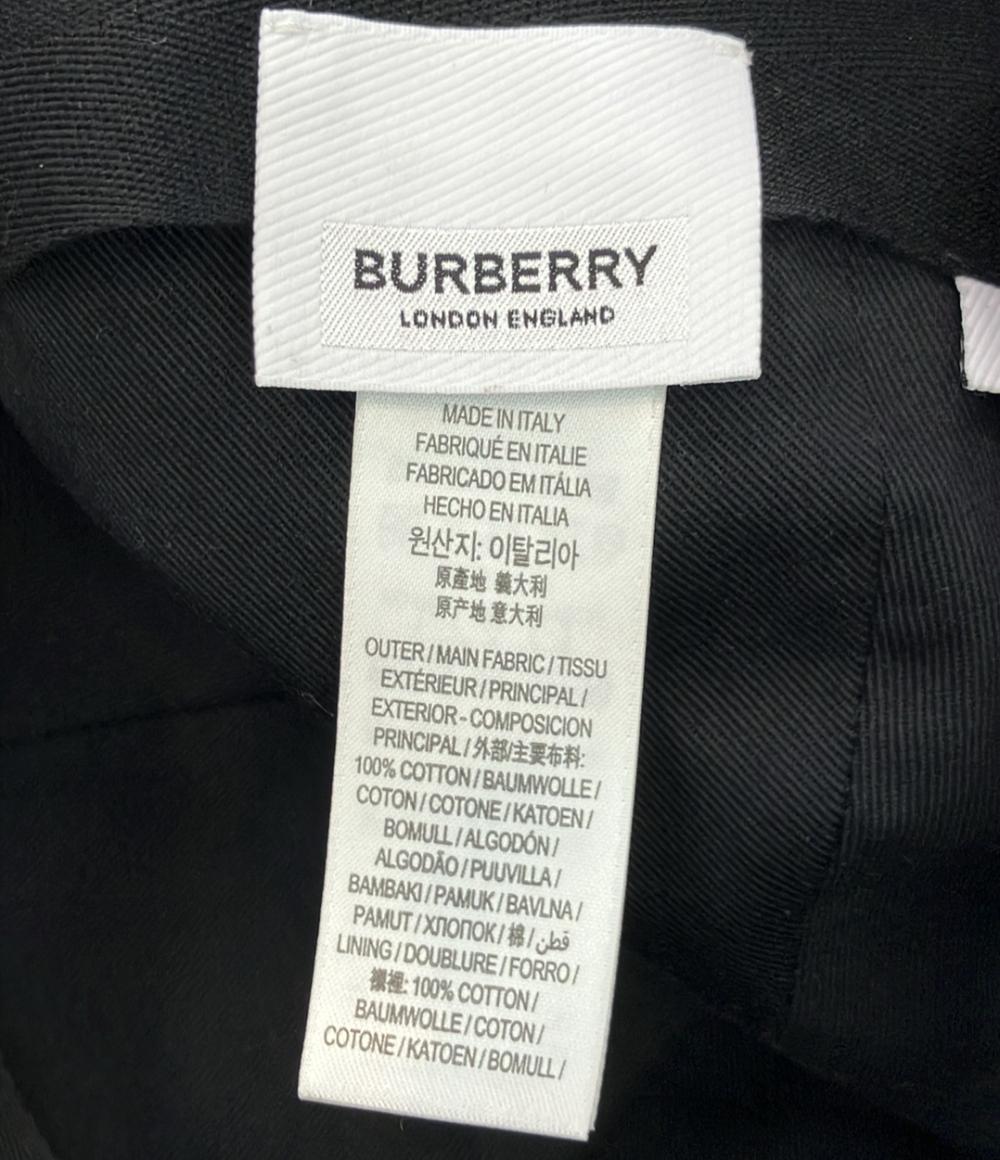 BURBERRY
LONDON ENGLAND
MADE IN ITALY
FABRIQUÉ EN ITALIE
FABRICADO EM ITÁLIA
HECHO EN ITALIA
원산지: 이탈리아
原產地 義大利
原产地 意大利
OUTER / MAIN FABRIC / TISSU
EXTÉRIEUR / PRINCIPAL /
EXTERIOR - COMPOSICION
PRINCIPAL / 外部/主要布料:
100% COTTON / BAUMWOLLE /
COTON / COTONE / KATOEN /
BOMULL / ALGODÓN /
ALGODÃO / PUUVILLA /
BAMBAKI / PAMUK / BAVLNA /
PAMUT / ХЛОПОК / 棉 / قطن
LINING / DOUBLURE / FORRO /
襯裡: 100% COTTON /
BAUMWOLLE / COTON /
COTONE / KATOEN / BOMULL /